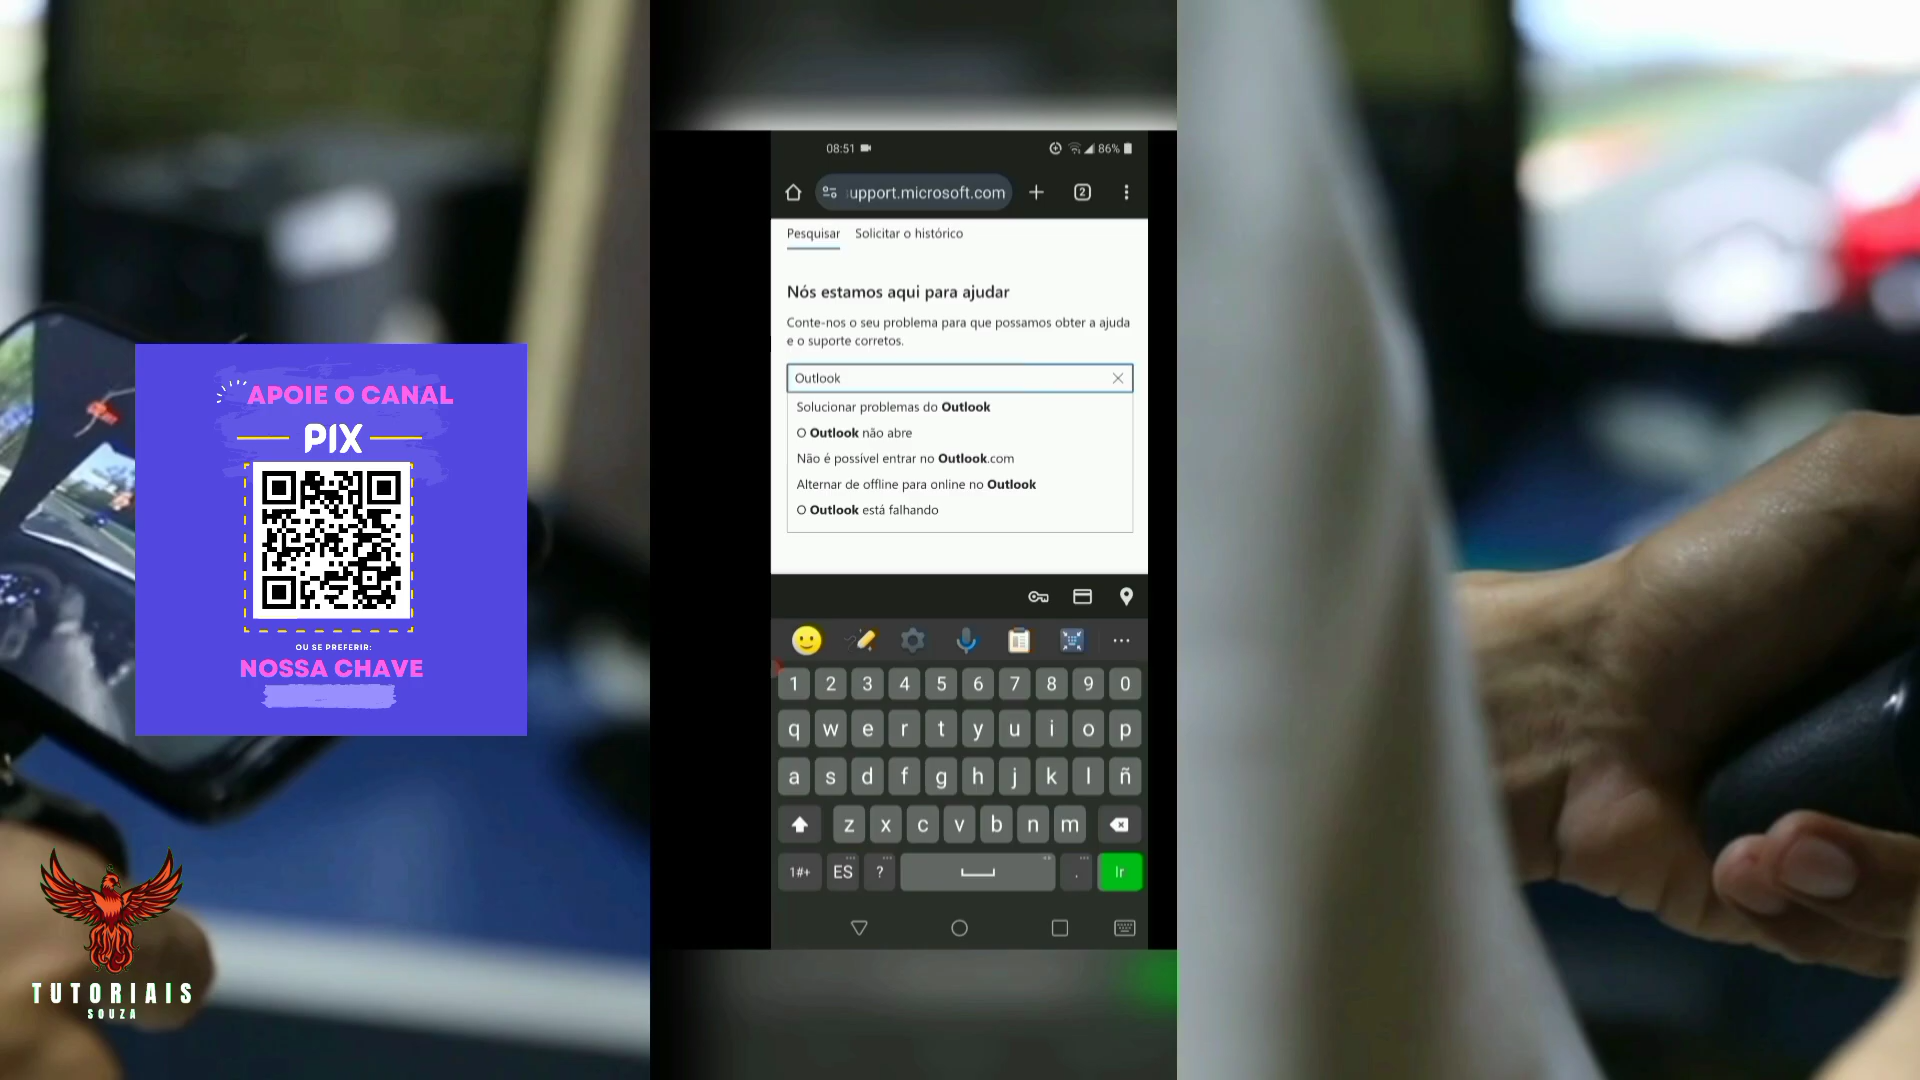 APOIE O CANAL
PIX
OU SE PREFERIR:
NOSSA CHAVE
TUTORIAIS
SOUZA
08:51
86%
upport.microsoft.com
2
Pesquisar Solicitar o histórico
Nós estamos aqui para ajudar
Conte-nos o seu problema para que possamos obter a ajuda
e o suporte corretos.
Outlook
Solucionar problemas do Outlook
O Outlook não abre
Não é possível entrar no Outlook.com
Alternar de offline para online no Outlook
O Outlook está falhando
1 2 3 4 5 6 7 8 9 0
q w e r t y u i o p
a s d f g h j k l ñ
z x c v b n m
1#+ ES ? . Ir